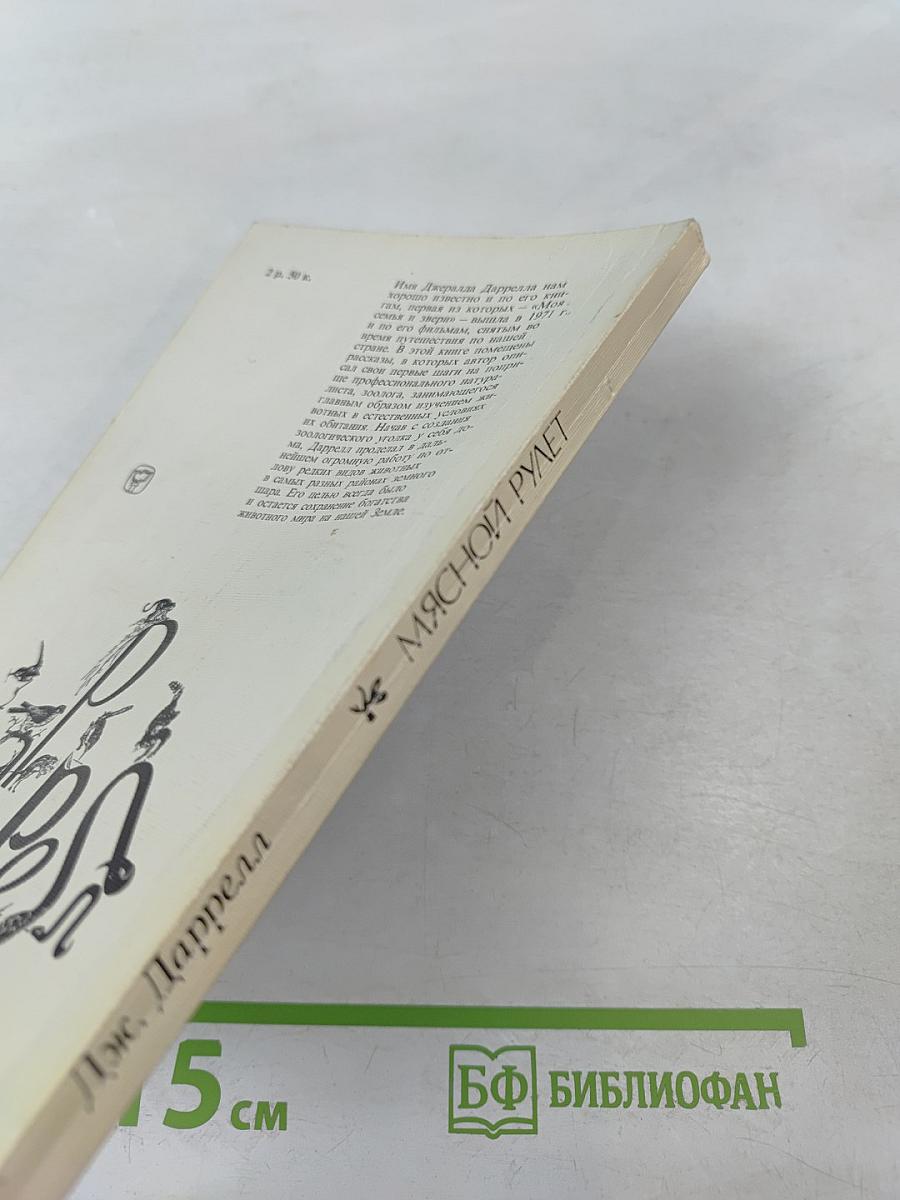 2 р. 30 к.
Имя Джералда Даррелла нам
хорошо известно и по его кни-
гам, первая из которых — «Моя
семья и звери» — вышла в 1971 г.,
и по его фильмам, снятым во
время путешествия по нашей
стране. В этой книге помещены
рассказы, в которых автор опи-
сал свои первые шаги на попри-
ще профессионального натура-
листа, зоолога, занимающегося
главным образом изучением жи-
вотных в естественных условиях
их обитания. Начав с создания
зоологического уголка у себя до-
ма, Даррелл проделал в даль-
нейшем огромную работу по от-
лову редких видов животных
в самых разных районах земного
шара. Его целью всегда было
и остается сохранение богатства
животного мира на нашей Земле.
Дж. Даррелл
МЯСНОЙ РУЛЕТ
15 см
БФ БИБЛИОФАН